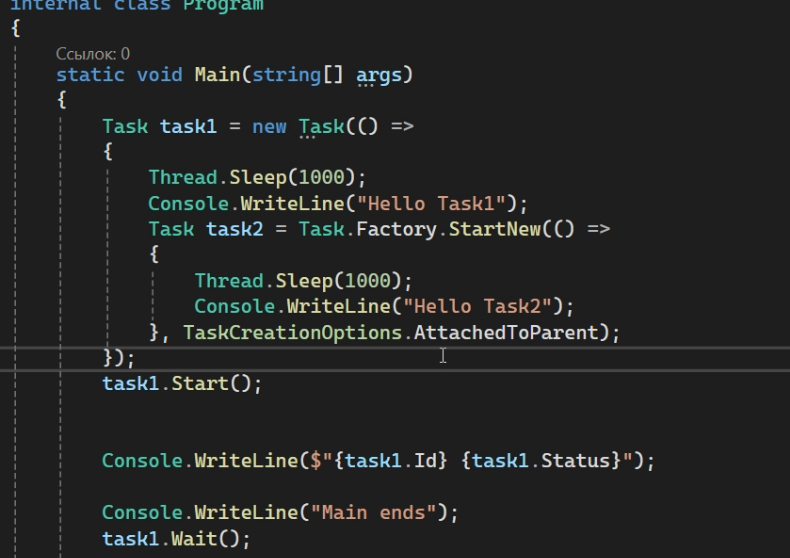 internal class Program
{
Ссылок: 0
static void Main(string[] args)
{
Task task1 = new Task(() =>
{
Thread.Sleep(1000);
Console.WriteLine("Hello Task1");
Task task2 = Task.Factory.StartNew(() =>
{
Thread.Sleep(1000);
Console.WriteLine("Hello Task2");
}, TaskCreationOptions.AttachedToParent);
});
task1.Start();
Console.WriteLine($"{task1.Id} {task1.Status}");
Console.WriteLine("Main ends");
task1.Wait();